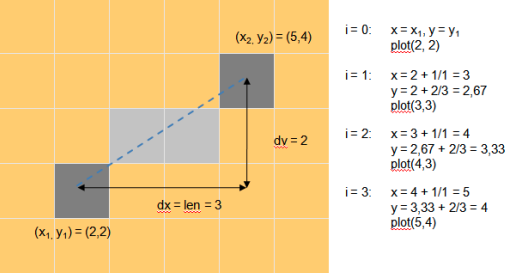 (x₂, y₂) = (5,4)
dy = 2
dx = len = 3
(x₁, y₁) = (2,2)
i = 0: x = x₁, y = y₁
plot(2, 2)
i = 1: x = 2 + 1/1 = 3
y = 2 + 2/3 = 2,67
plot(3,3)
i = 2: x = 3 + 1/1 = 4
y = 2,67 + 2/3 = 3,33
plot(4,3)
i = 3: x = 4 + 1/1 = 5
y = 3,33 + 2/3 = 4
plot(5,4)